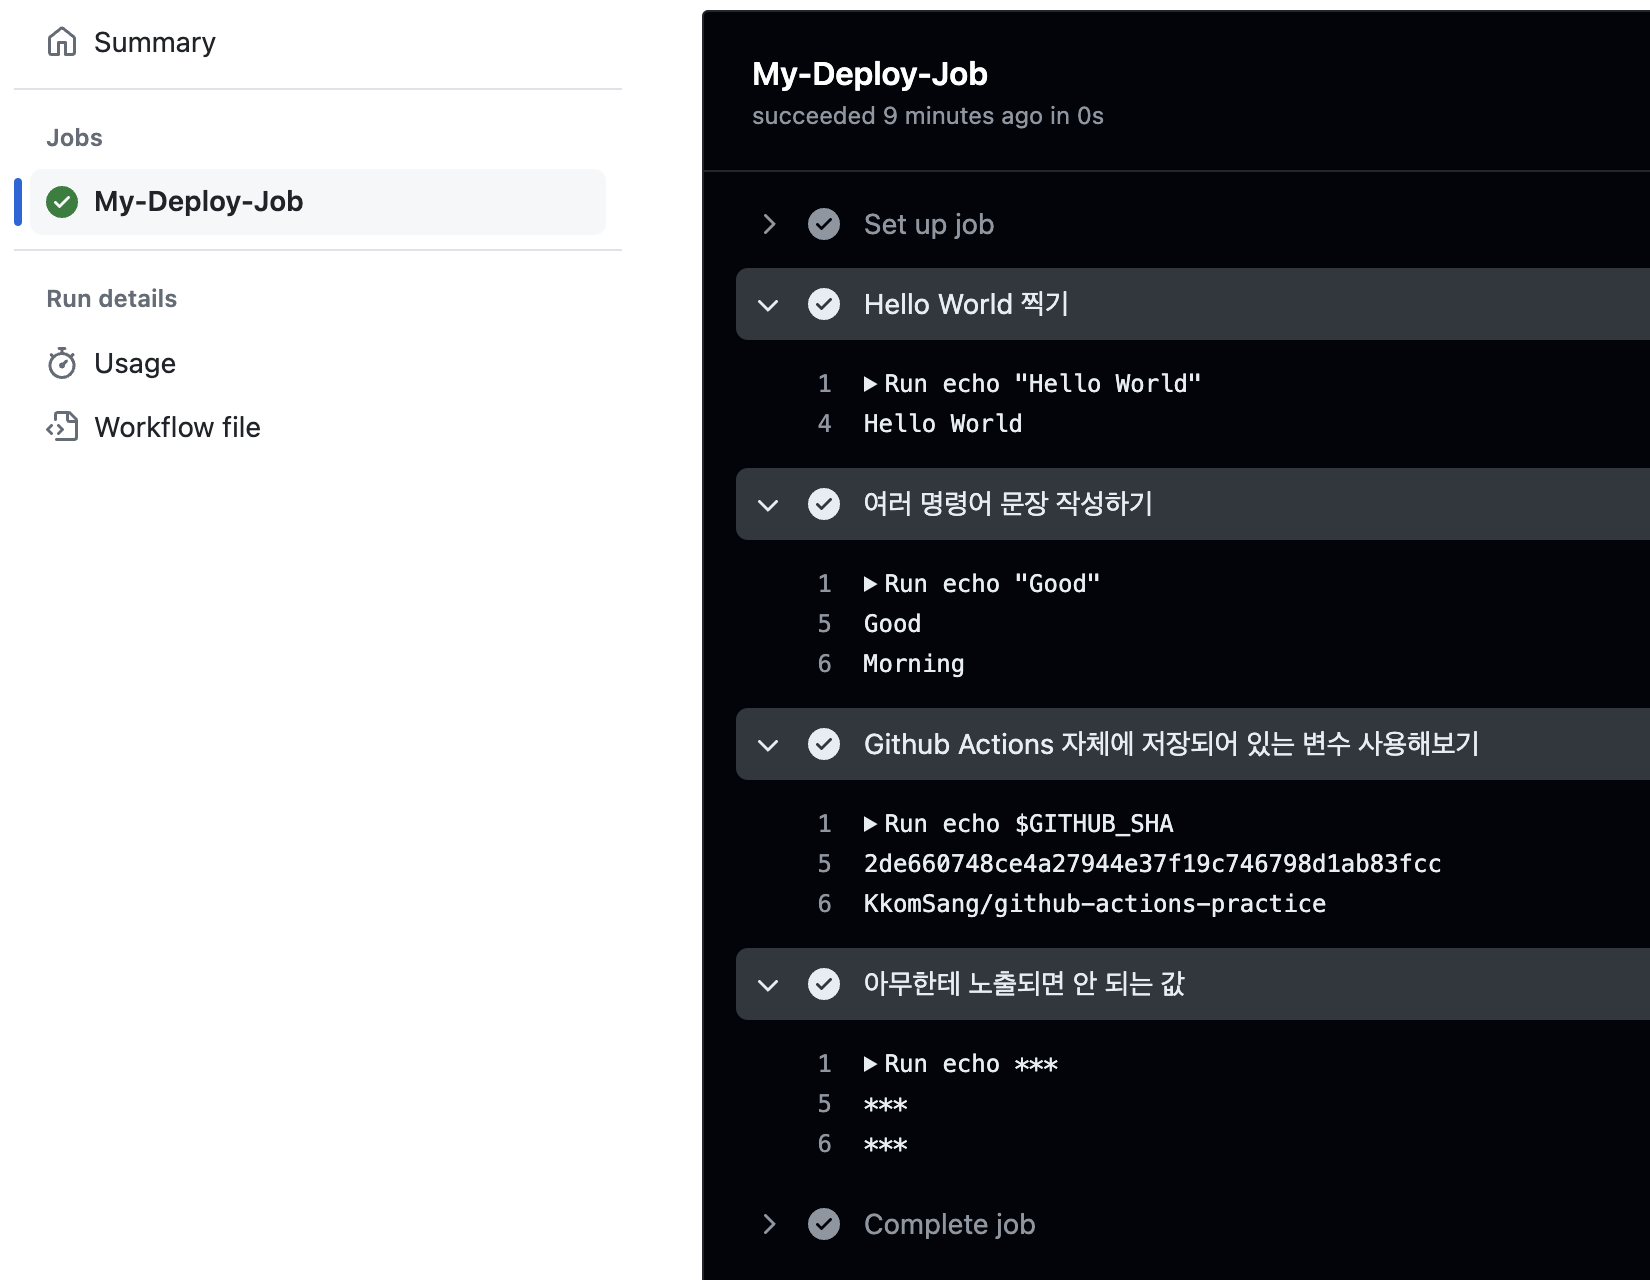 Summary
Jobs
My-Deploy-Job
Run details
Usage
Workflow file
My-Deploy-Job
succeeded 9 minutes ago in 0s
Set up job
Hello World 찍기
1 ▶ Run echo "Hello World"
4 Hello World
여러 명령어 문장 작성하기
1 ▶ Run echo "Good"
5 Good
6 Morning
Github Actions 자체에 저장되어 있는 변수 사용해보기
1 ▶ Run echo $GITHUB_SHA
5 2de660748ce4a27944e37f19c746798d1ab83fcc
6 KkomSang/github-actions-practice
아무한테 노출되면 안 되는 값
1 ▶ Run echo ***
5 ***
6 ***
Complete job